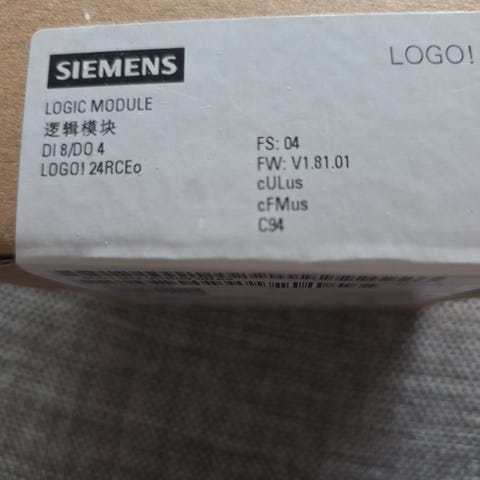 SIEMENS
LOGO!
LOGIC MODULE
逻辑模块
DI 8/DO 4
LOGO! 24RCEo
FS: 04
FW: V1.81.01
cULus
cFMus
C94